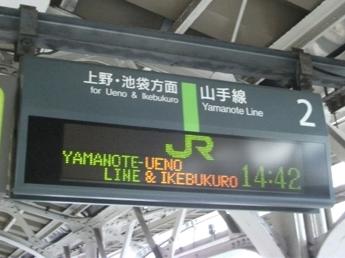 上野・池袋方面
for Ueno & Ikebukuro
山手線
Yamanote Line
2
JR
YAMANOTE-UENO
LINE & IKEBUKURO 14:42